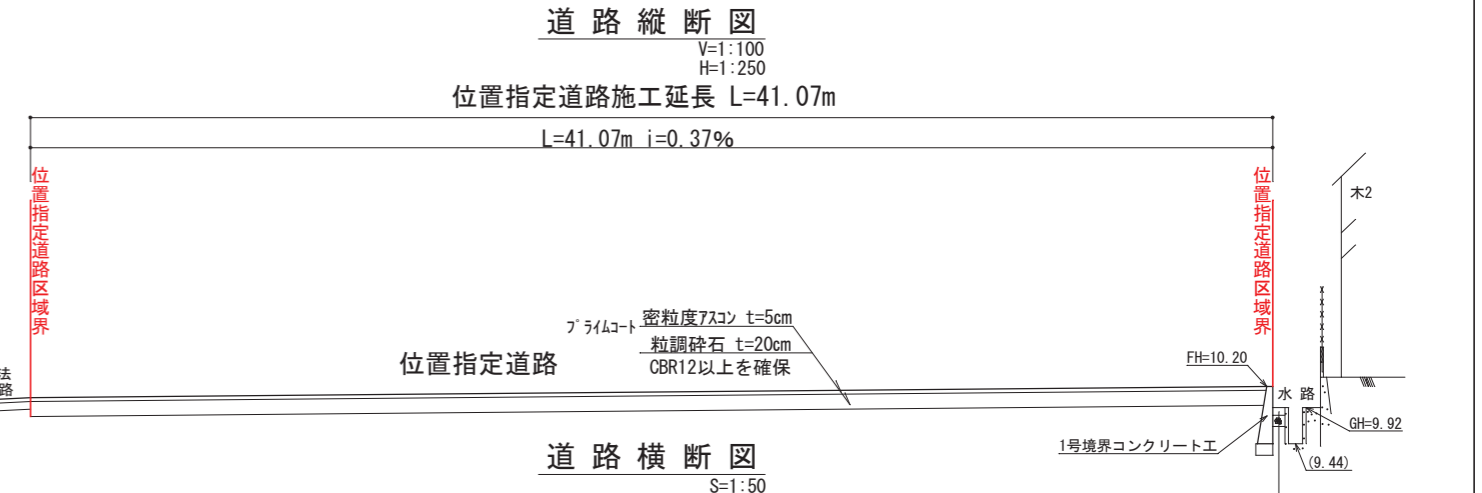 道路縦断図
V=1:100
H=1:250
位置指定道路施工延長 L=41.07m
L=41.07m i=0.37%
位置指定道路区域界
位置指定道路区域界
木2
プライムコート 密粒度アスコン t=5cm
粒調砕石 t=20cm
CBR12以上を確保
位置指定道路
法
路
FH=10.20
水路
GH=9.92
1号境界コンクリート工
(9.44)
道路横断図
S=1:50